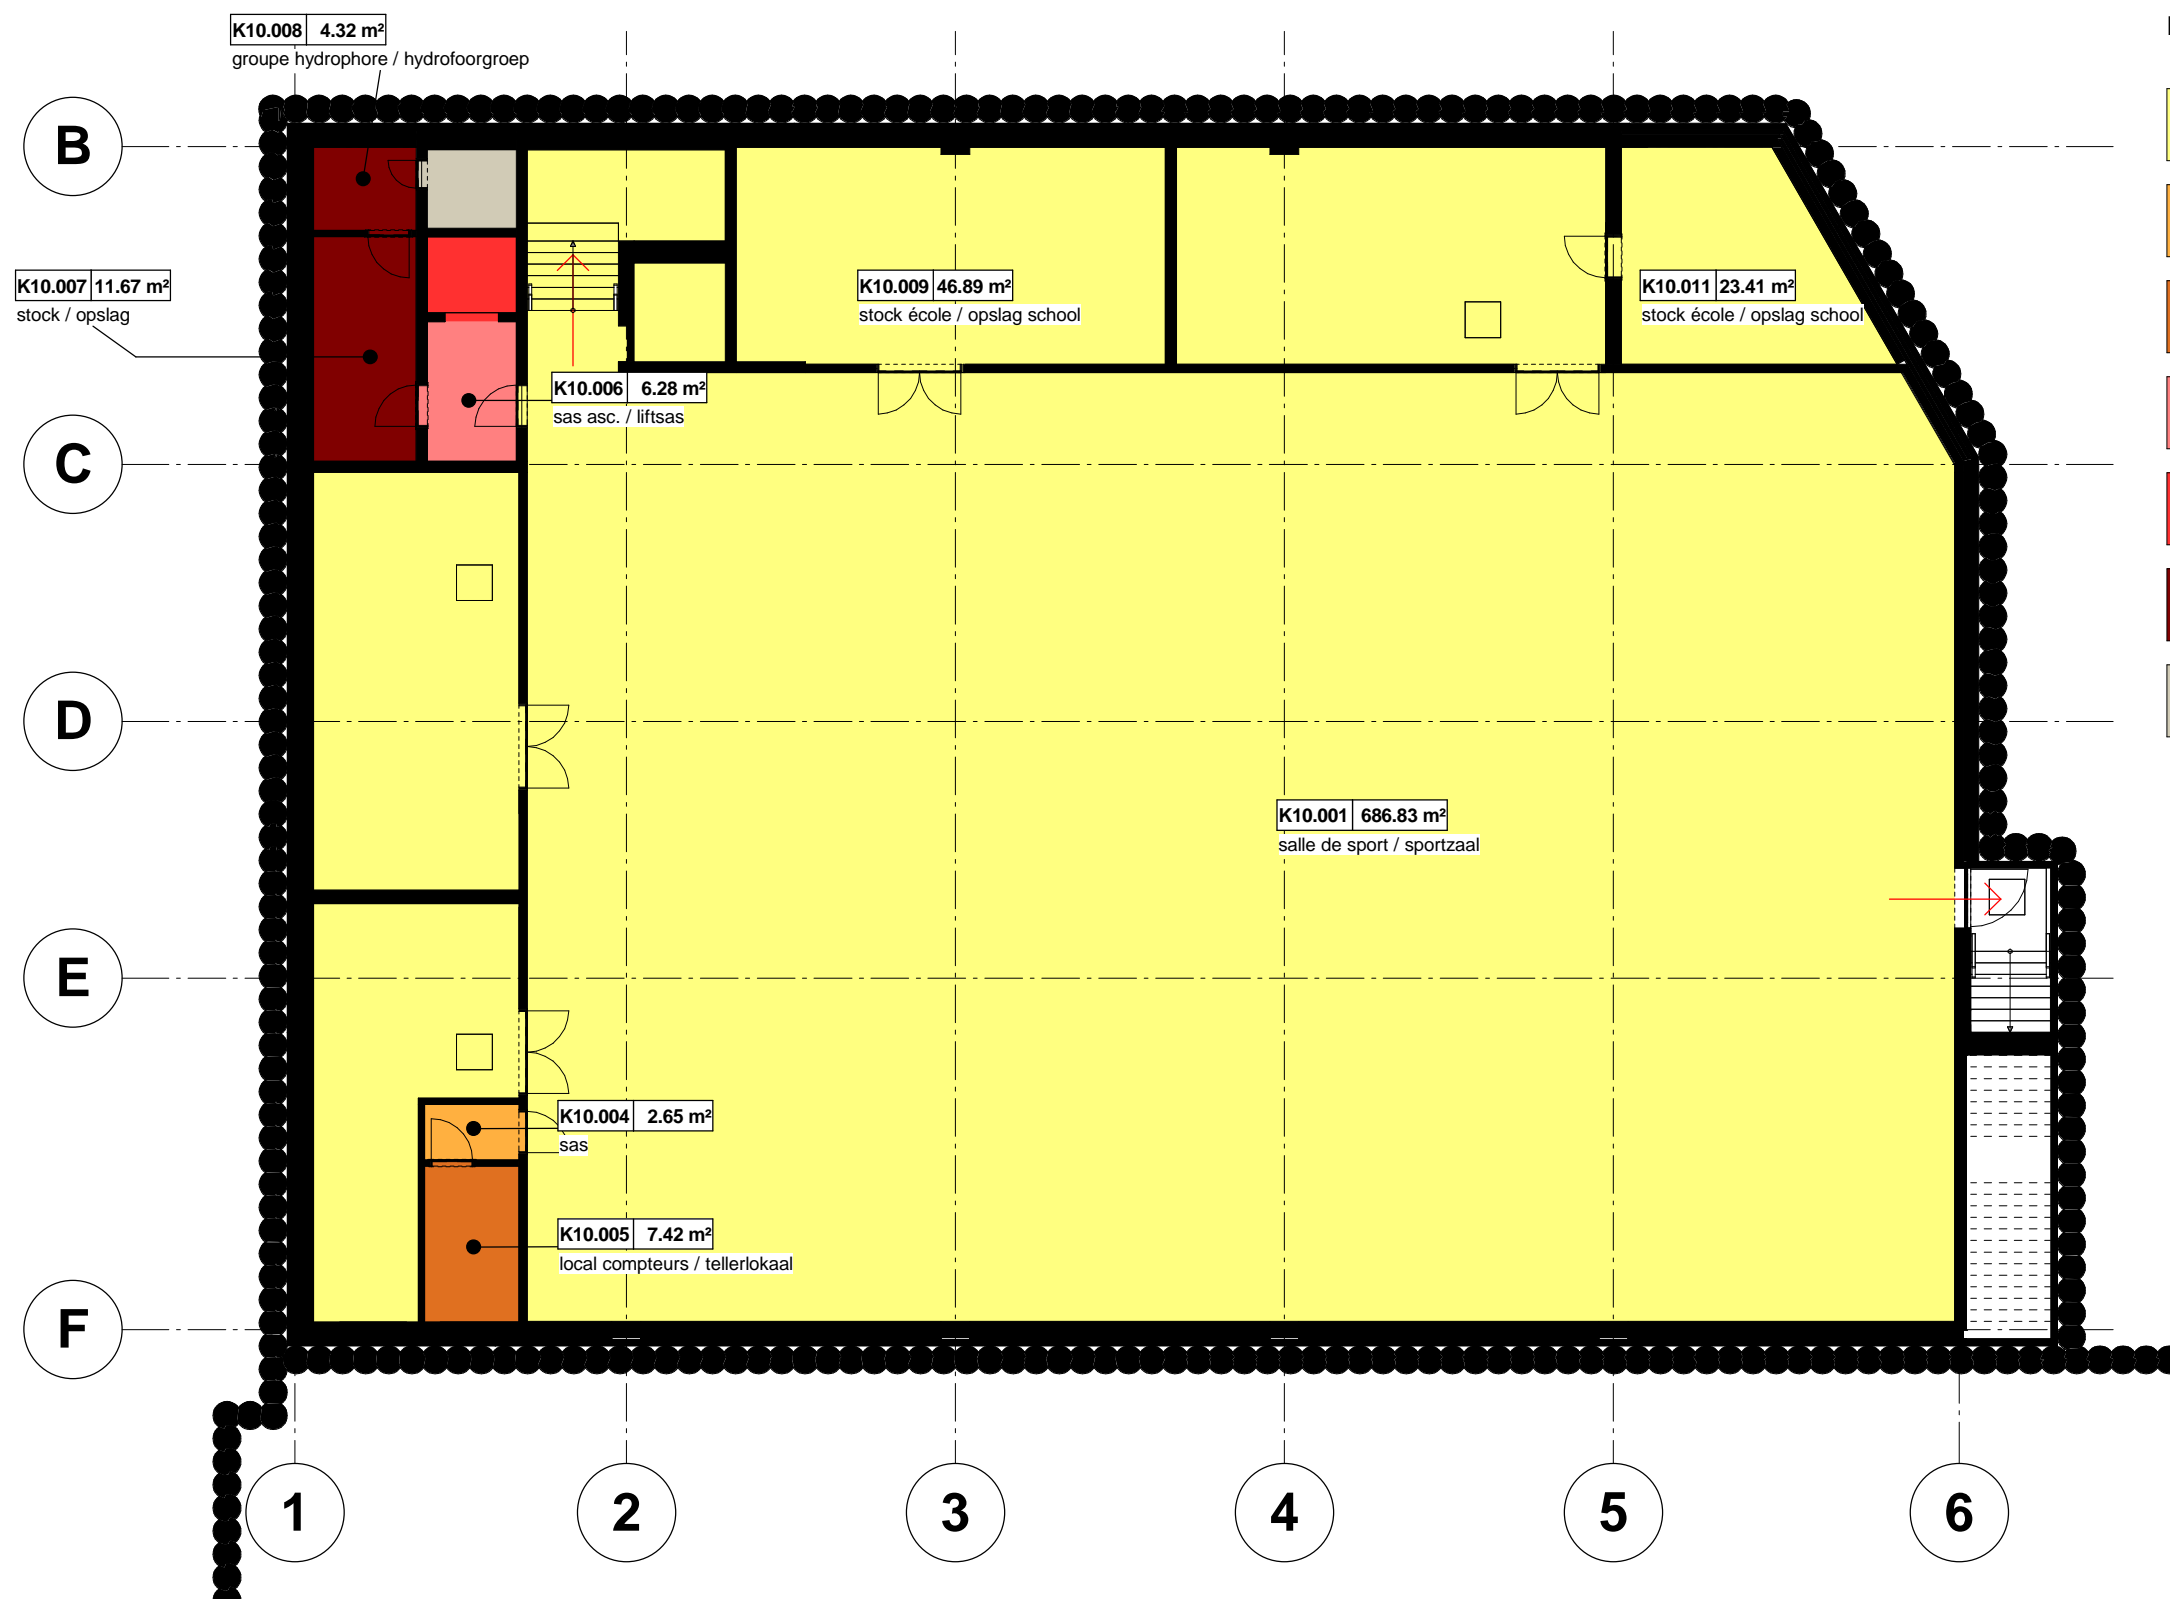 K10.008 4.32 m²
groupe hydrophore / hydrofoorgroep
B
K10.007 11.67 m²
stock / opslag
K10.009 46.89 m²
stock école / opslag school
K10.011 23.41 m²
stock école / opslag school
K10.006 6.28 m²
sas asc. / liftsas
C
D
K10.001 686.83 m²
salle de sport / sportzaal
E
K10.004 2.65 m²
sas
K10.005 7.42 m²
local compteurs / tellerlokaal
F
1 2 3 4 5 6